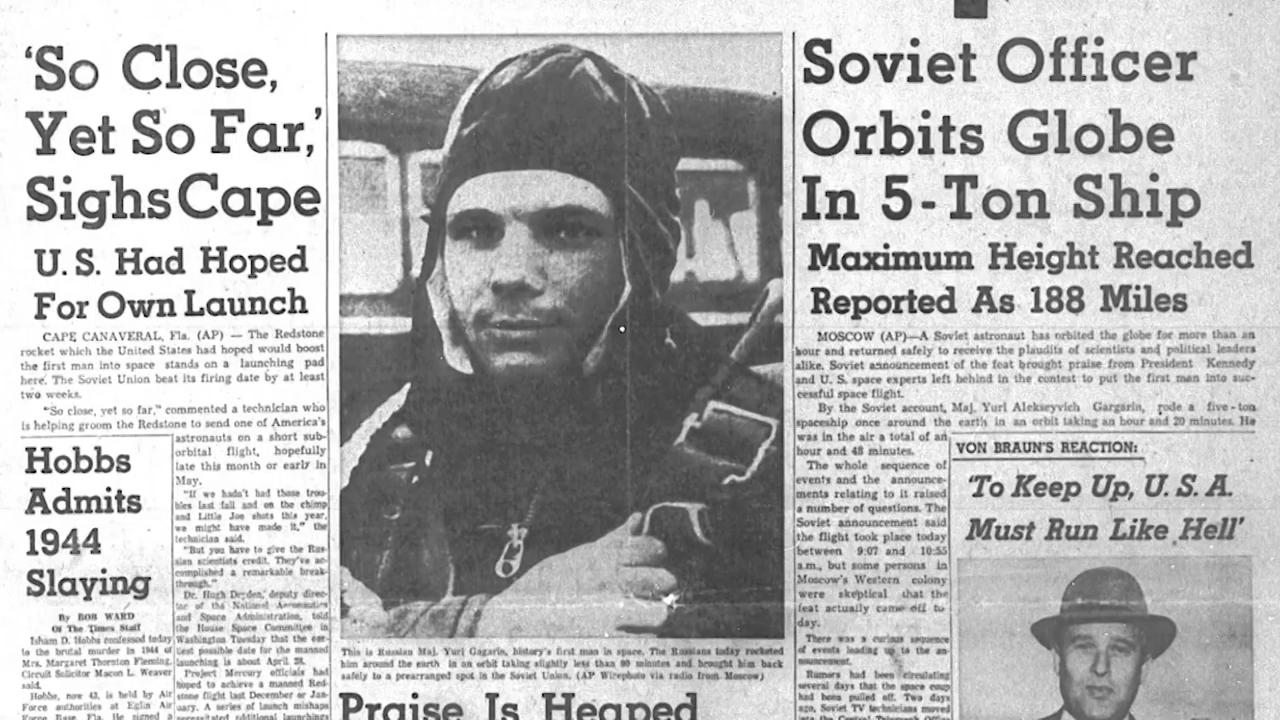 'So Close,
Yet So Far,'
Sighs Cape
U.S. Had Hoped
For Own Launch
CAPE CANAVERAL, Fla. (AP) — The Redstone
rocket which the United States had hoped would boost
the first man into space stands on a launching pad
here. The Soviet Union beat its firing date by at least
two weeks.
"So close, yet so far," commented a technician who
is helping groom the Redstone to send one of America's
astronauts on a short sub-
orbital flight, hopefully
late this month or early in
May.
"If we hadn't had those trou-
bles last fall and on the chimp
and Little Joe shots this year,
we might have made it," the
technician said.
"But you have to give the Rus-
sian scientists credit. They've ac-
complished a remarkable break-
through."
Dr. Hugh Dryden, deputy direc-
tor of the National Aeronautics
and Space Administration, told
the House Space Committee in
Washington Tuesday that the ear-
liest possible date for the manned
launching is about April 28.
Project Mercury officials had
hoped to achieve a manned Red-
stone flight last December or Jan-
uary. A series of launch mishaps
necessitated additional launchings
Hobbs
Admits
1944
Slaying
By BOB WARD
Of The Times Staff
Isham D. Hobbs confessed today
to the brutal murder in 1944 of
Mrs. Margaret Thornton Fleming,
Circuit Solicitor Macon L. Weaver
said.
Hobbs, now 43, is held by Air
Force authorities at Eglin Air
Force Base, Fla. He signed a
This is Russian Maj. Yuri Gagarin, history's first man in space. The Russians today rocketed
him around the earth in an orbit taking slightly less than 90 minutes and brought him back
safely to a prearranged spot in the Soviet Union. (AP Wirephoto via radio from Moscow)
Praise Is Heaped
Soviet Officer
Orbits Globe
In 5-Ton Ship
Maximum Height Reached
Reported As 188 Miles
MOSCOW (AP)—A Soviet astronaut has orbited the globe for more than an
hour and returned safely to receive the plaudits of scientists and political leaders
alike. Soviet announcement of the feat brought praise from President Kennedy
and U. S. space experts left behind in the contest to put the first man into suc-
cessful space flight.
By the Soviet account, Maj. Yuri Alekseyvich Gargarin, rode a five-ton
spaceship once around the earth in an orbit taking an hour and 20 minutes. He
was in the air a total of an
hour and 48 minutes.
The whole sequence of
events and the announce-
ments relating to it raised
a number of questions. The
Soviet announcement said
the flight took place today
between 9:07 and 10:55
a.m., but some persons in
Moscow's Western colony
were skeptical that the
feat actually came off to-
day.
There was a curious sequence
of events leading up to the an-
nouncement.
Rumors had been circulating
several days that the space coup
had been pulled off. Two days
ago, Soviet TV technicians moved
into the Central Telegraph Office
VON BRAUN'S REACTION:
'To Keep Up, U. S. A.
Must Run Like Hell'